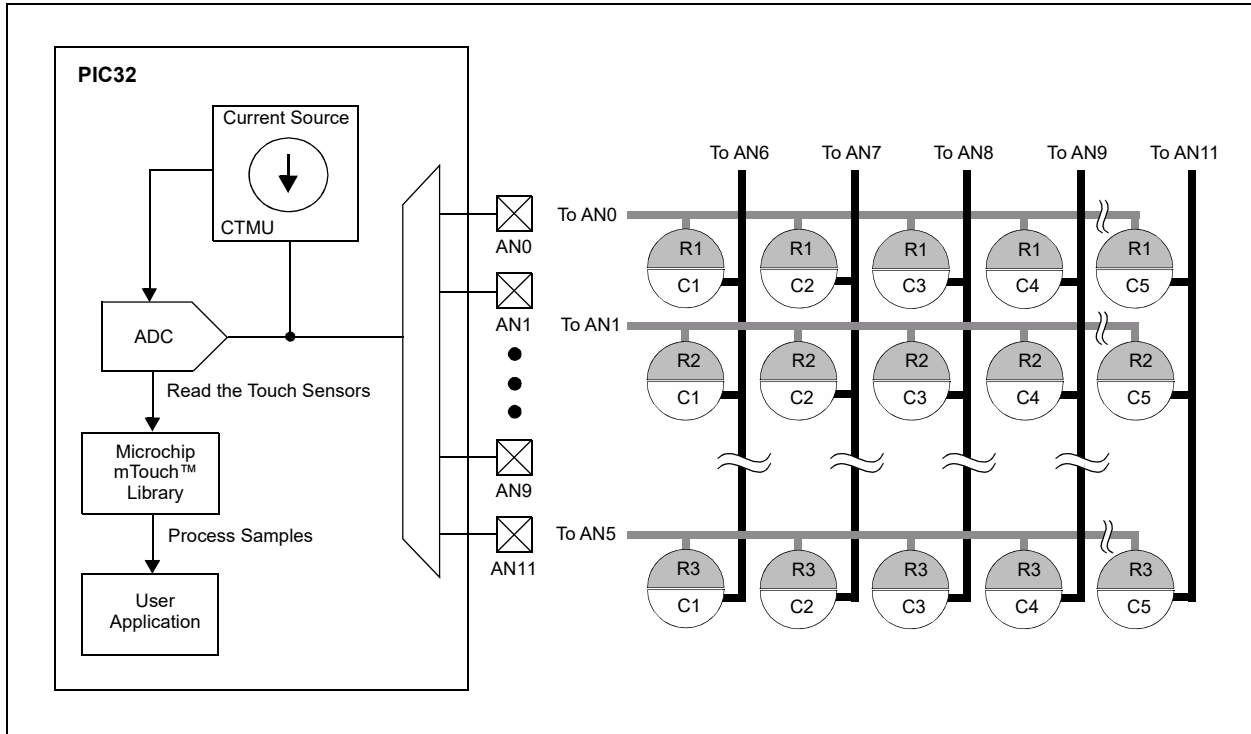 PIC32
Current Source
CTMU
ADC
Read the Touch Sensors
Microchip
mTouch™
Library
Process Samples
User
Application
AN0
AN1
AN9
AN11
To AN6 To AN7 To AN8 To AN9 To AN11
To AN0
R1 R1 R1 R1 R1
C1 C2 C3 C4 C5
To AN1
R2 R2 R2 R2 R2
C1 C2 C3 C4 C5
To AN5
R3 R3 R3 R3 R3
C1 C2 C3 C4 C5